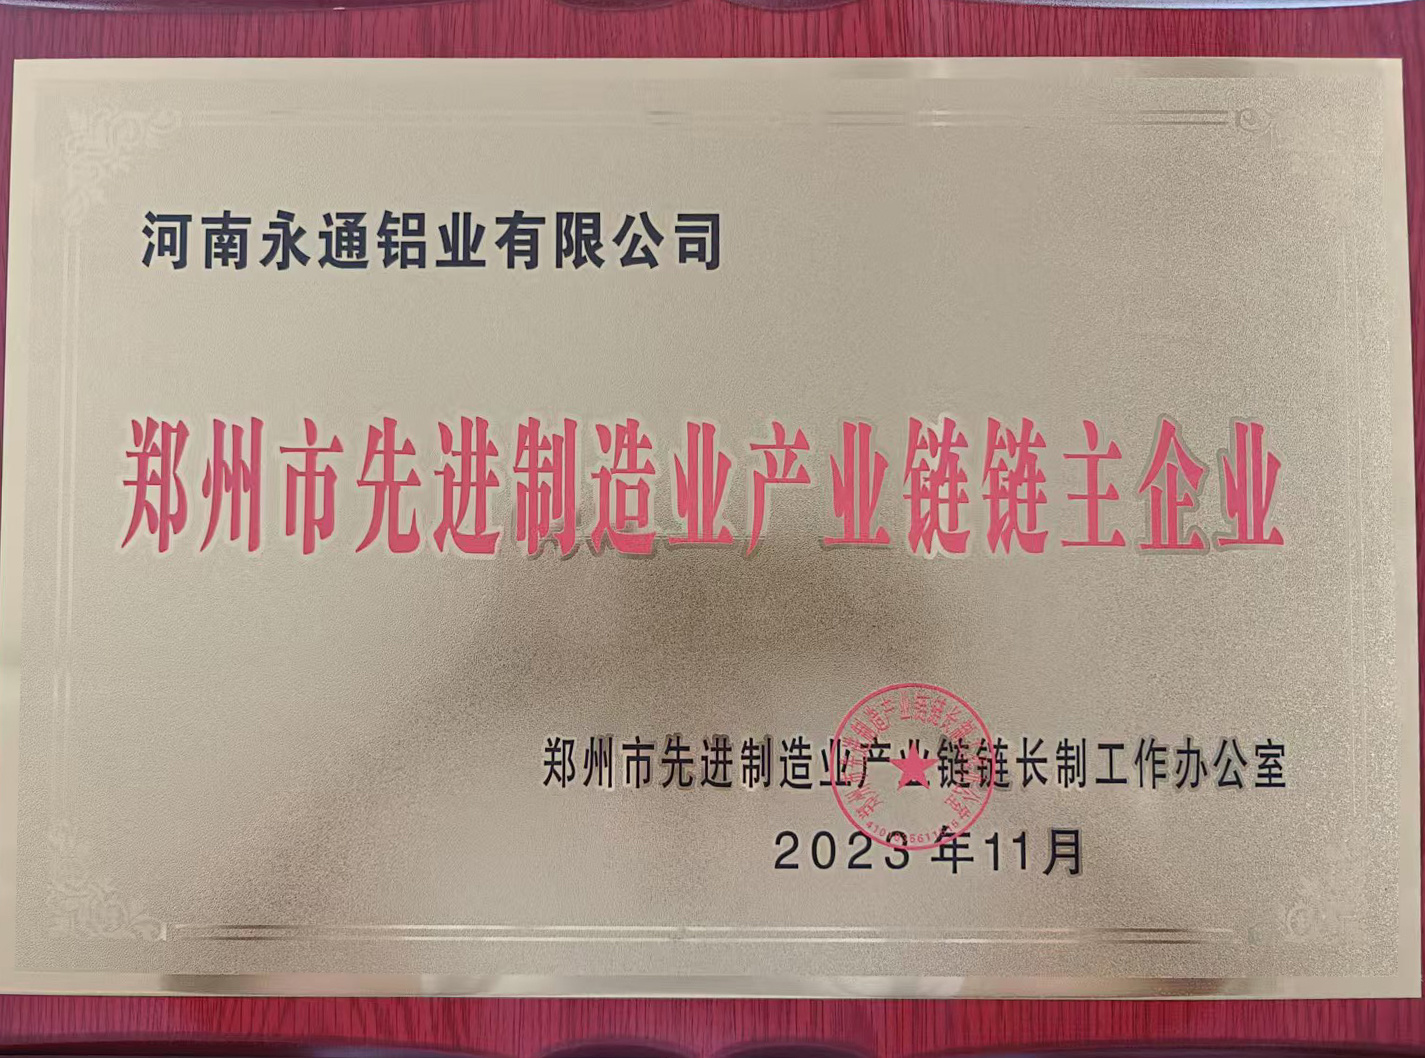 河南永通铝业有限公司
郑州市先进制造业产业链链主企业
郑州市先进制造业产业链链长制工作办公室
2023年11月